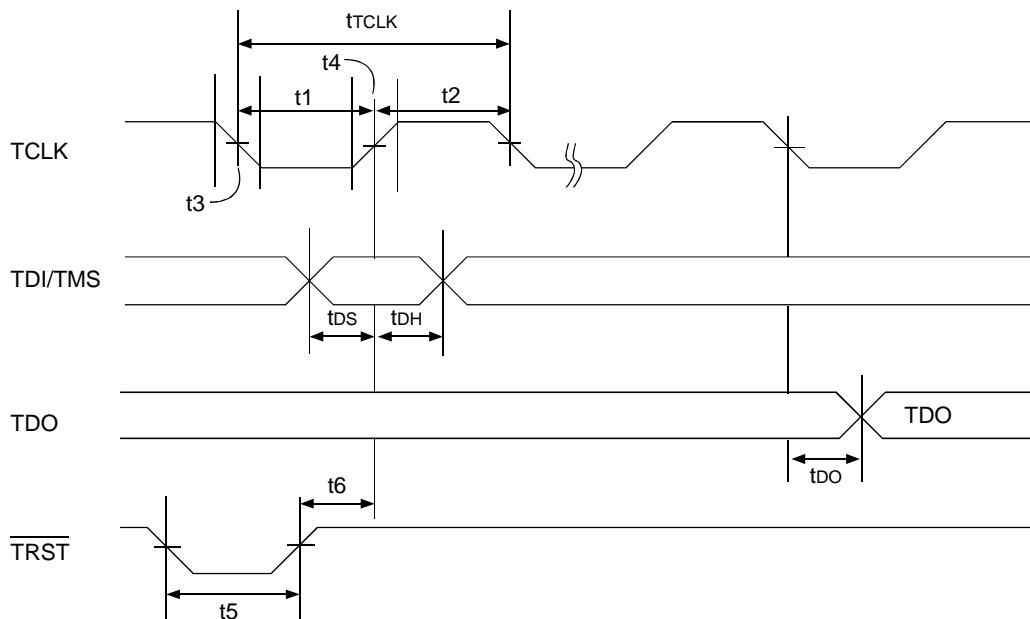 tTCLK
t4
t1
t2
TCLK
t3
TDI/TMS
tDS
tDH
TDO
TDO
tDO
t6
TRST
t5